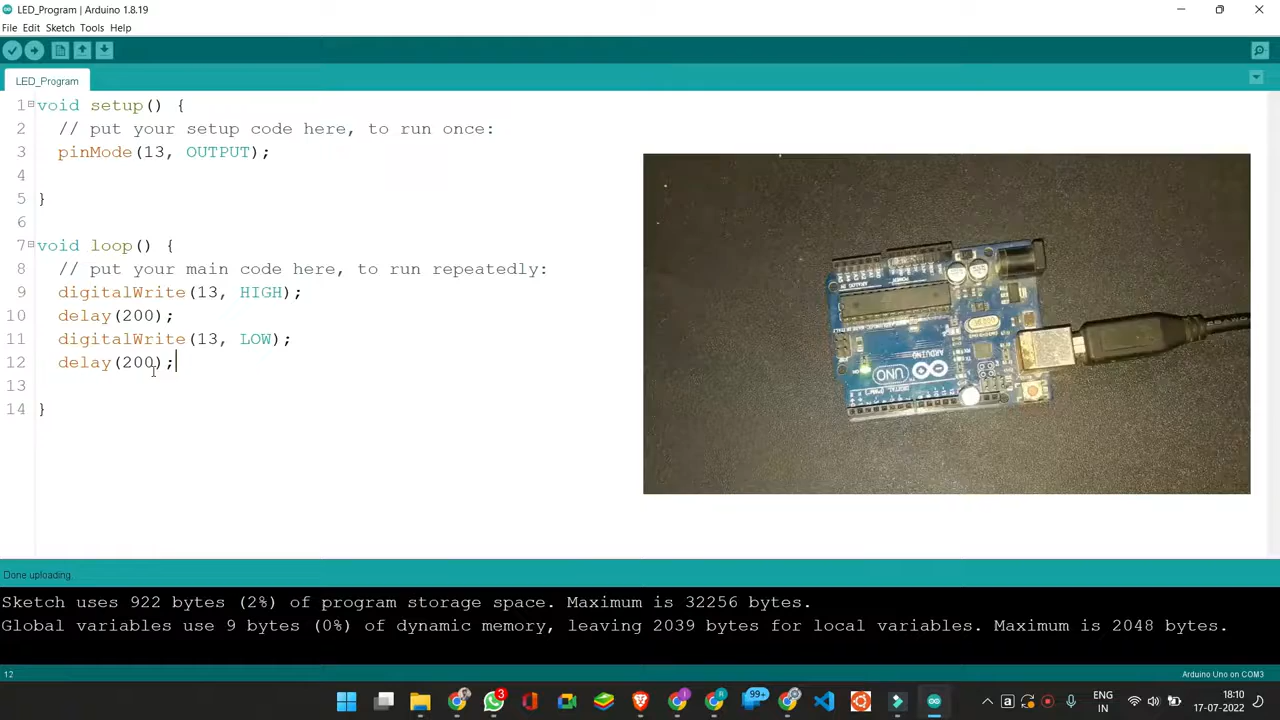 LED_Program | Arduino 1.8.19
File Edit Sketch Tools Help
LED_Program
1 void setup() {
2 // put your setup code here, to run once:
3 pinMode(13, OUTPUT);
4
5 }
6
7 void loop() {
8 // put your main code here, to run repeatedly:
9 digitalWrite(13, HIGH);
10 delay(200);
11 digitalWrite(13, LOW);
12 delay(200);
13
14 }
ARDUINO
UNO
Done uploading.
Sketch uses 922 bytes (2%) of program storage space. Maximum is 32256 bytes.
Global variables use 9 bytes (0%) of dynamic memory, leaving 2039 bytes for local variables. Maximum is 2048 bytes.
12
Arduino Uno on COM3
3
99+
ENG
IN
18:10
17-07-2022